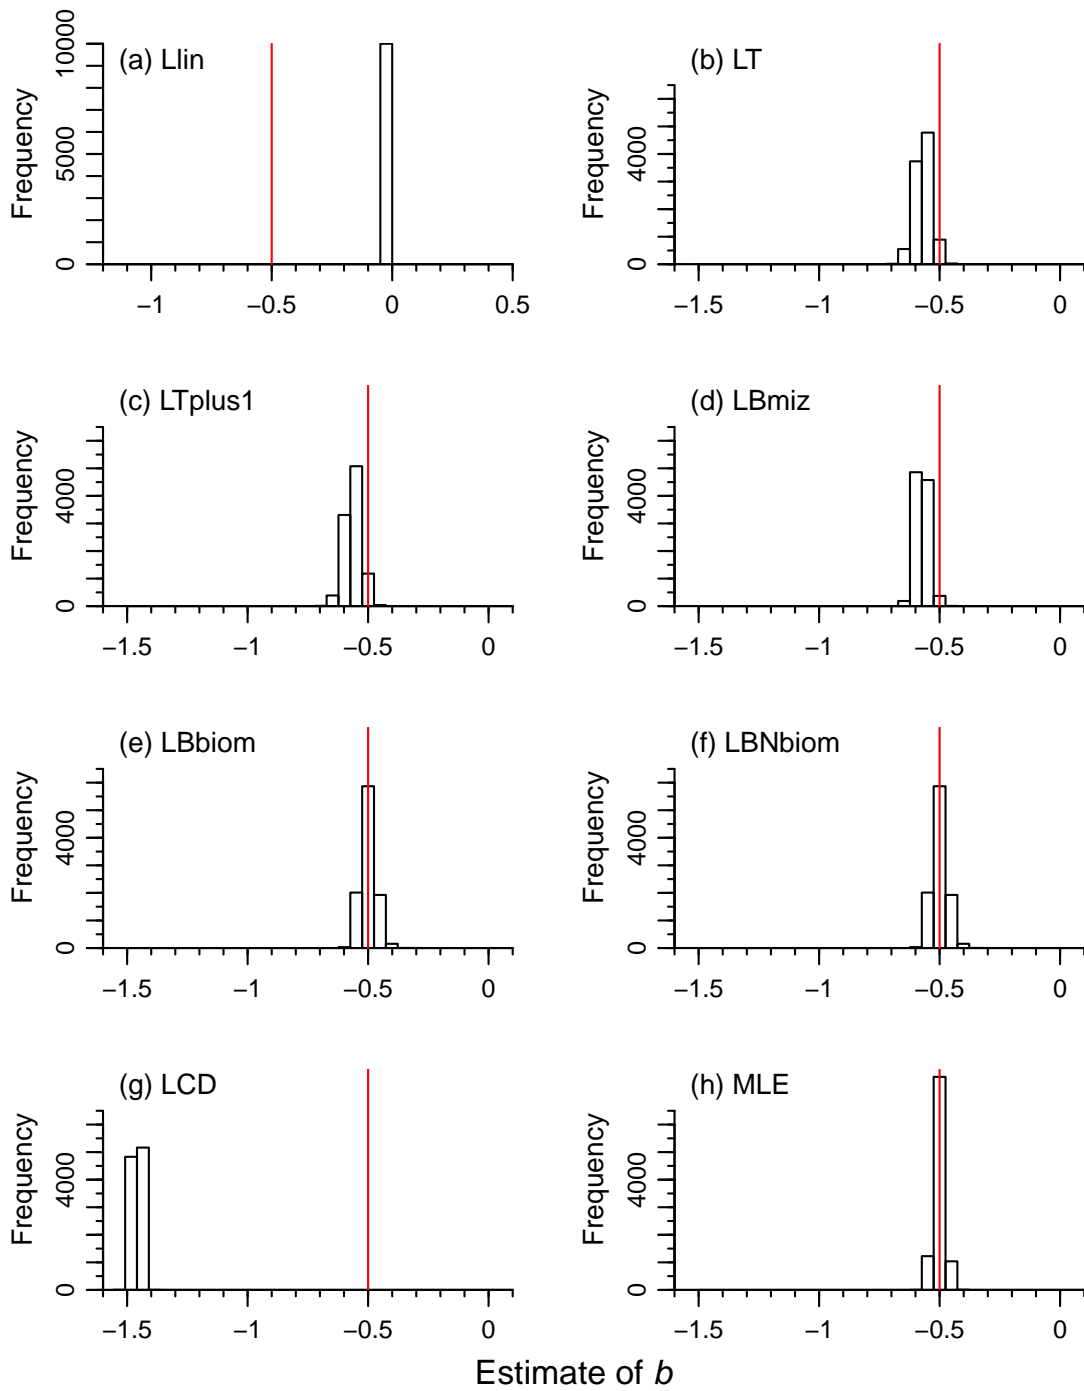 (a) Llin
Frequency
0 5000 10000
−1 −0.5 0 0.5
(b) LT
Frequency
0 4000
−1.5 −1 −0.5 0
(c) LTplus1
Frequency
0 4000
−1.5 −1 −0.5 0
(d) LBmiz
Frequency
0 4000
−1.5 −1 −0.5 0
(e) LBbiom
Frequency
0 4000
−1.5 −1 −0.5 0
(f) LBNbiom
Frequency
0 4000
−1.5 −1 −0.5 0
(g) LCD
Frequency
0 4000
−1.5 −1 −0.5 0
(h) MLE
Frequency
0 4000
−1.5 −1 −0.5 0
Estimate of b